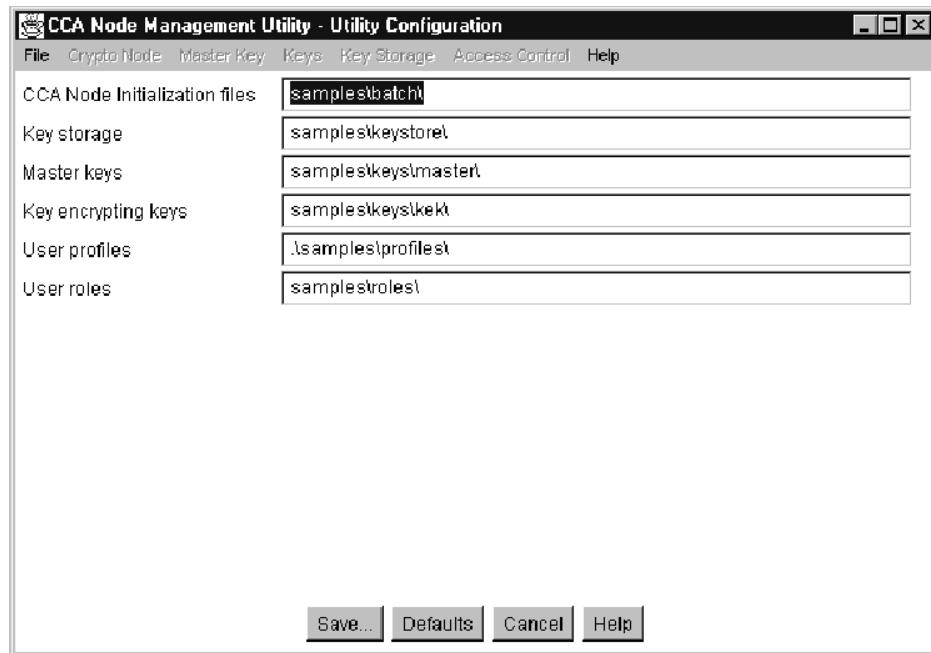 CCA Node Management Utility - Utility Configuration
File Crypto Node Master Key Keys Key Storage Access Control Help
CCA Node Initialization files samples\batch\
Key storage samples\keystore\
Master keys samples\keys\master\
Key encrypting keys samples\keys\kek\
User profiles .\samples\profiles\
User roles samples\roles\
Save... Defaults Cancel Help